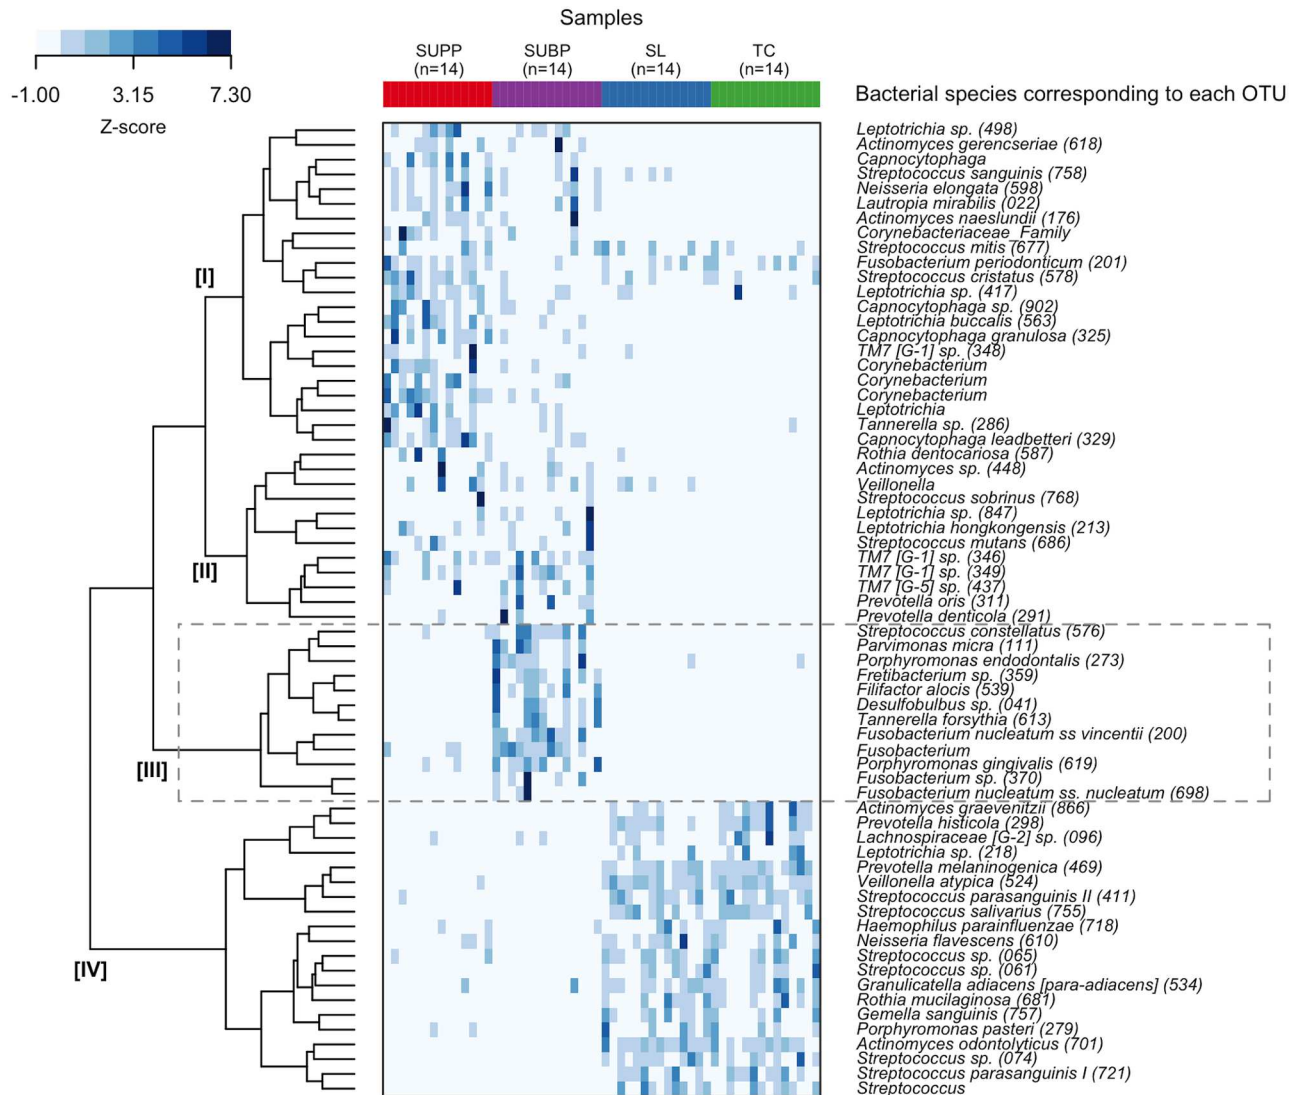 Samples
SUPP
(n=14)
SUBP
(n=14)
SL
(n=14)
TC
(n=14)
-1.00 3.15 7.30
Z-score
Bacterial species corresponding to each OTU
Leptotrichia sp. (498)
Actinomyces gerencseriae (618)
Capnocytophaga
Streptococcus sanguinis (758)
Neisseria elongata (598)
Lautropia mirabilis (022)
Actinomyces naeslundii (176)
Corynebacteriaceae_Family
Streptococcus mitis (677)
Fusobacterium periodonticum (201)
Streptococcus cristatus (578)
Leptotrichia sp. (417)
Capnocytophaga sp. (902)
Leptotrichia buccalis (563)
Capnocytophaga granulosa (325)
TM7 [G-1] sp. (348)
Corynebacterium
Corynebacterium
Corynebacterium
Leptotrichia
Tannerella sp. (286)
Capnocytophaga leadbetteri (329)
Rothia dentocariosa (587)
Actinomyces sp. (448)
Veillonella
Streptococcus sobrinus (768)
Leptotrichia sp. (847)
Leptotrichia hongkongensis (213)
Streptococcus mutans (686)
TM7 [G-1] sp. (346)
TM7 [G-1] sp. (349)
TM7 [G-5] sp. (437)
Prevotella oris (311)
Prevotella denticola (291)
Streptococcus constellatus (576)
Parvimonas micra (111)
Porphyromonas endodontalis (273)
Fretibacterium sp. (359)
Filifactor alocis (539)
Desulfobulbus sp. (041)
Tannerella forsythia (613)
Fusobacterium nucleatum ss vincentii (200)
Fusobacterium
Porphyromonas gingivalis (619)
Fusobacterium sp. (370)
Fusobacterium nucleatum ss. nucleatum (698)
Actinomyces graevenitzii (866)
Prevotella histicola (298)
Lachnospiraceae [G-2] sp. (096)
Leptotrichia sp. (218)
Prevotella melaninogenica (469)
Veillonella atypica (524)
Streptococcus parasanguinis II (411)
Streptococcus salivarius (755)
Haemophilus parainfluenzae (718)
Neisseria flavescens (610)
Streptococcus sp. (065)
Streptococcus sp. (061)
Granulicatella adiacens [para-adiacens] (534)
Rothia mucilaginosa (681)
Gemella sanguinis (757)
Porphyromonas pasteri (279)
Actinomyces odontolyticus (701)
Streptococcus sp. (074)
Streptococcus parasanguinis I (721)
Streptococcus
[I]
[II]
[III]
[IV]